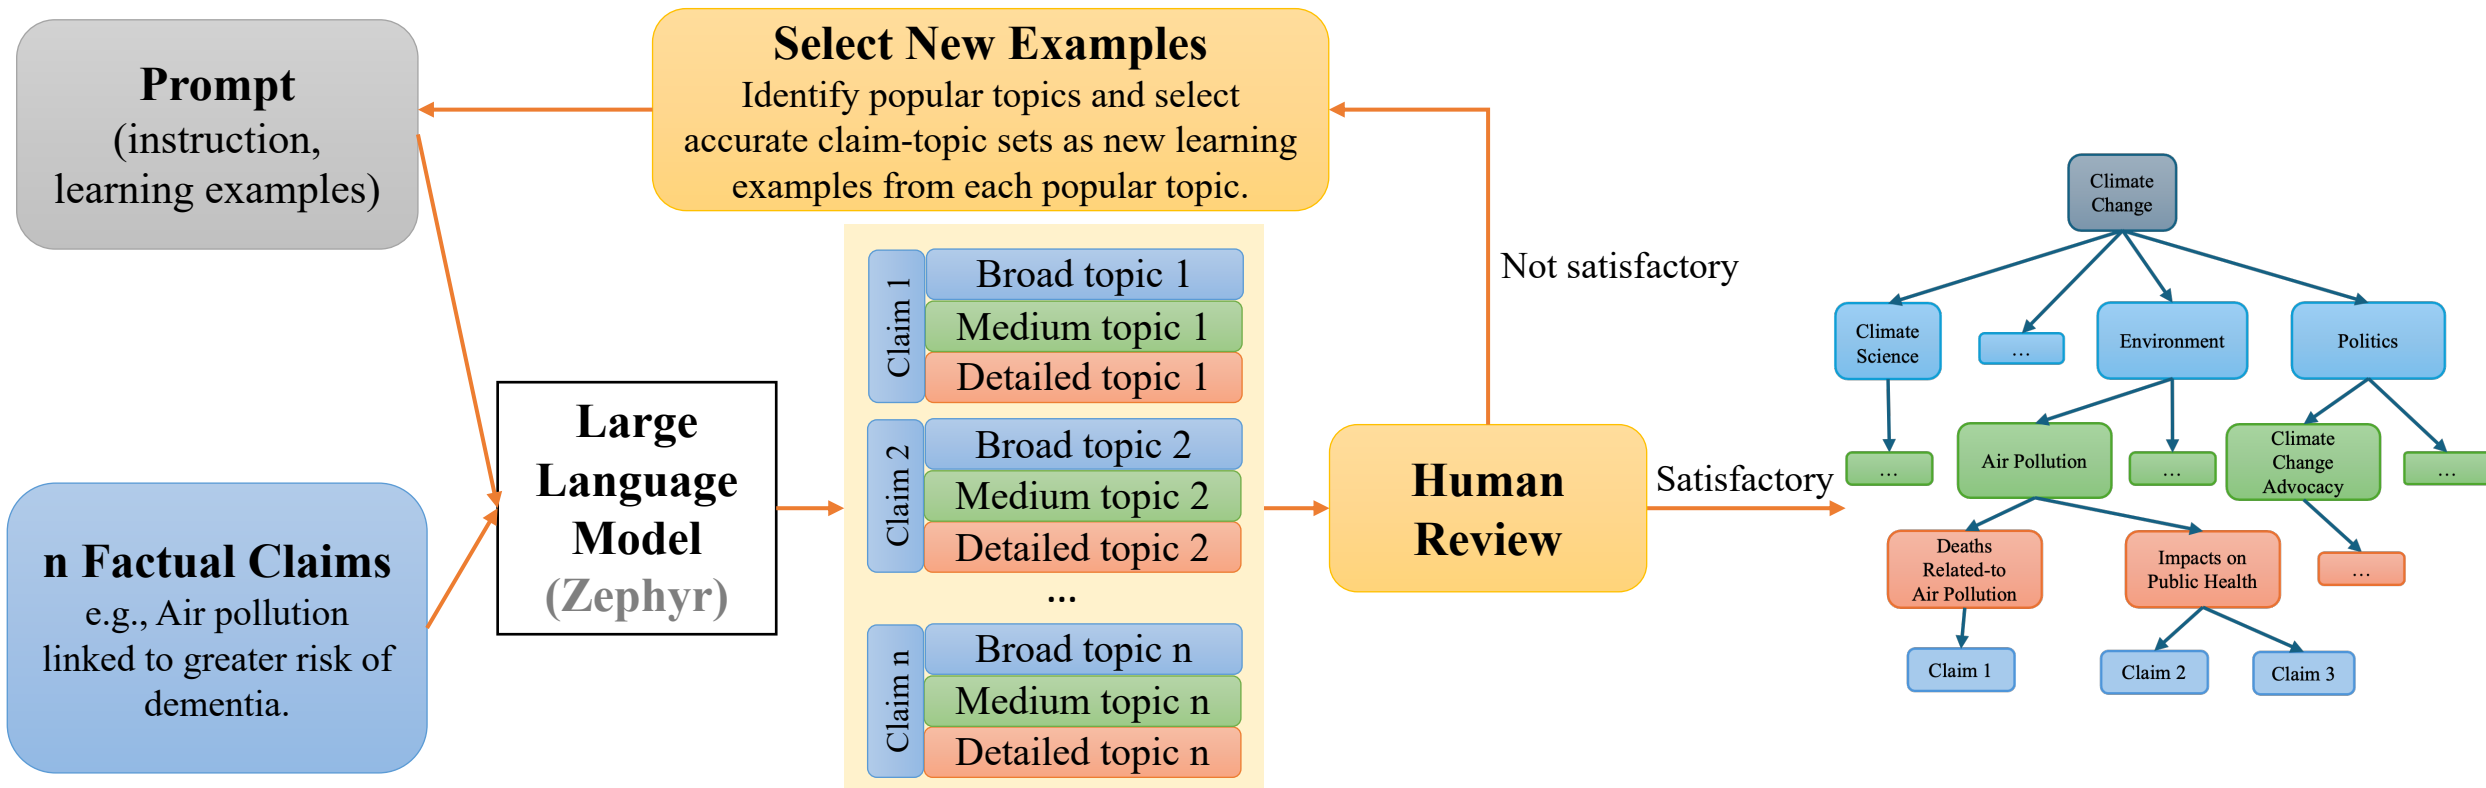 Prompt
(instruction,
learning examples)
Select New Examples
Identify popular topics and select
accurate claim-topic sets as new learning
examples from each popular topic.
n Factual Claims
e.g., Air pollution
linked to greater risk of
dementia.
Large
Language
Model
(Zephyr)
Claim 1
Broad topic 1
Medium topic 1
Detailed topic 1
Claim 2
Broad topic 2
Medium topic 2
Detailed topic 2
...
Claim n
Broad topic n
Medium topic n
Detailed topic n
Human
Review
Not satisfactory
Satisfactory
Climate
Change
Climate
Science
...
Environment
Politics
...
Air Pollution
...
Climate
Change
Advocacy
...
Deaths
Related-to
Air Pollution
Impacts on
Public Health
...
Claim 1
Claim 2
Claim 3